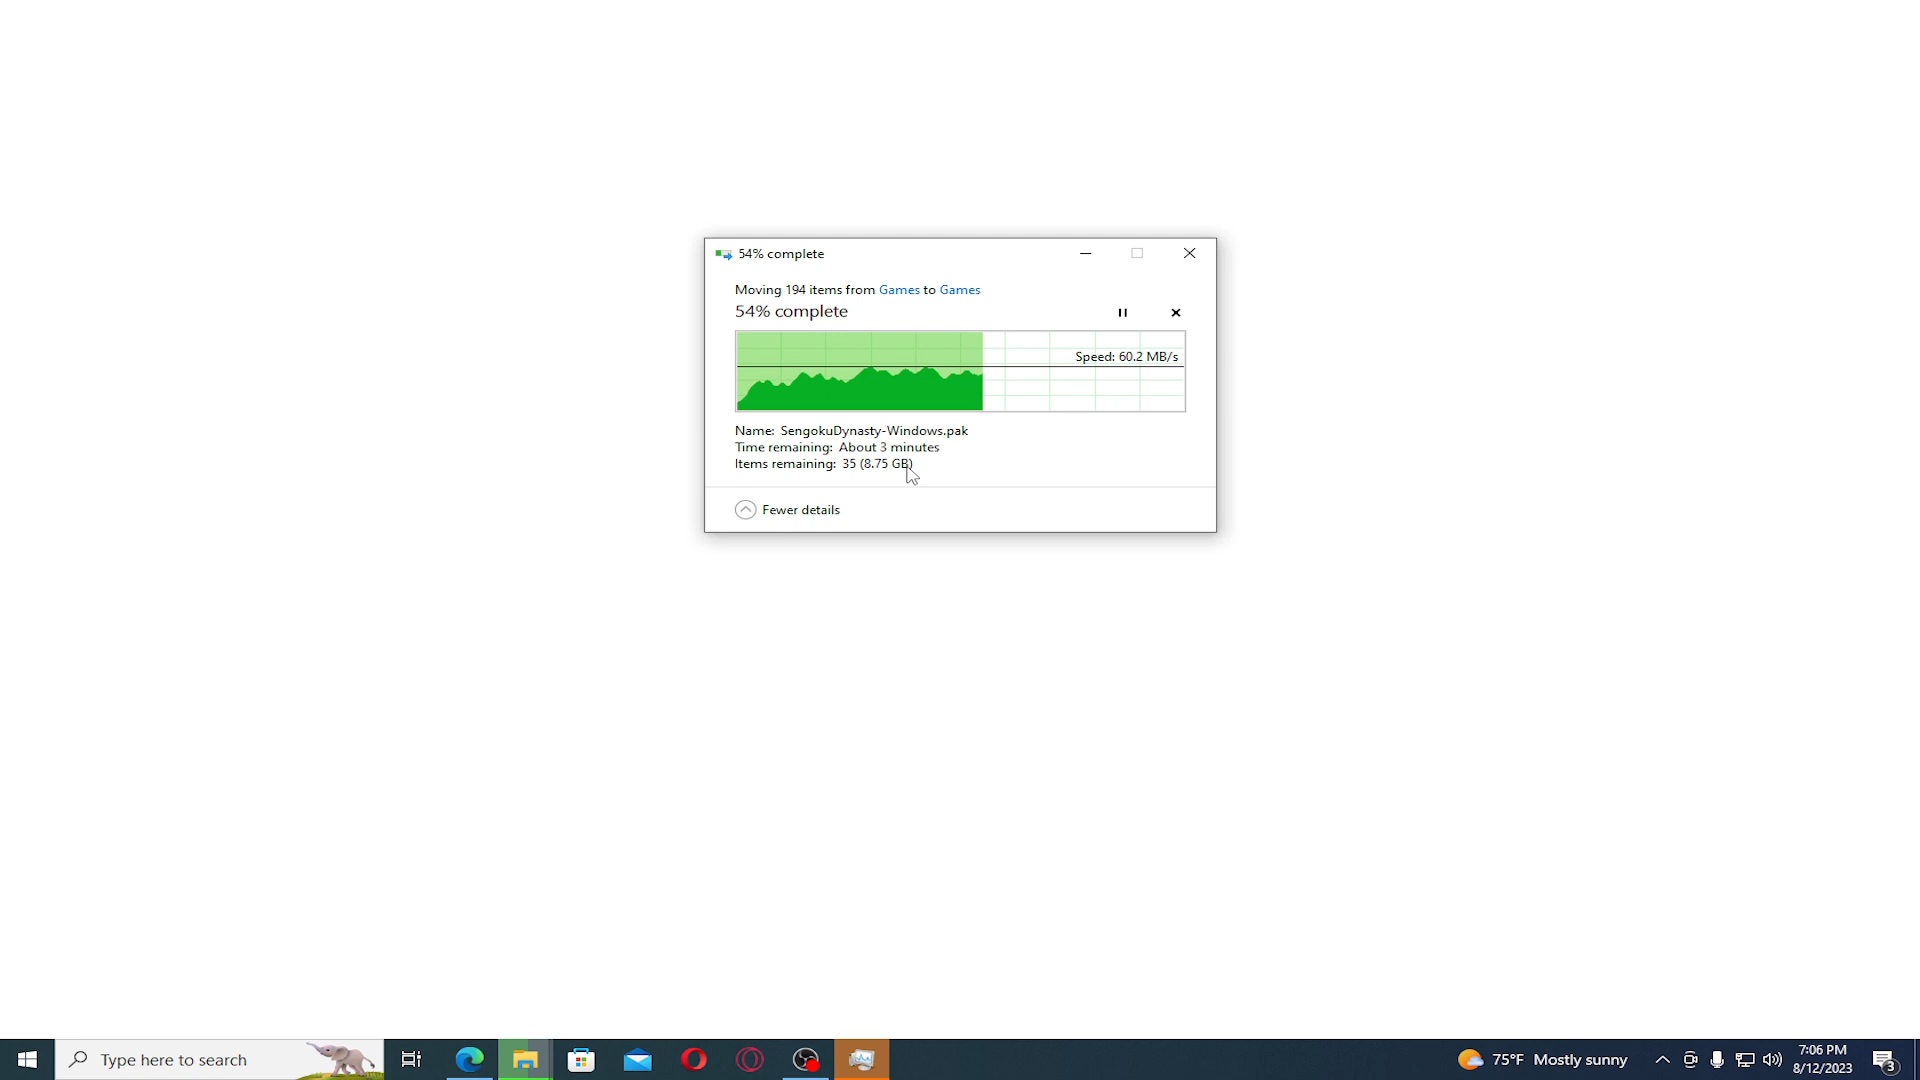 54% complete
Moving 194 items from Games to Games
54% complete
Speed: 60.2 MB/s
Name: SengokuDynasty-Windows.pak
Time remaining: About 3 minutes
Items remaining: 35 (8.75 GB)
Fewer details
Type here to search
75°F Mostly sunny
7:06 PM
8/12/2023
3